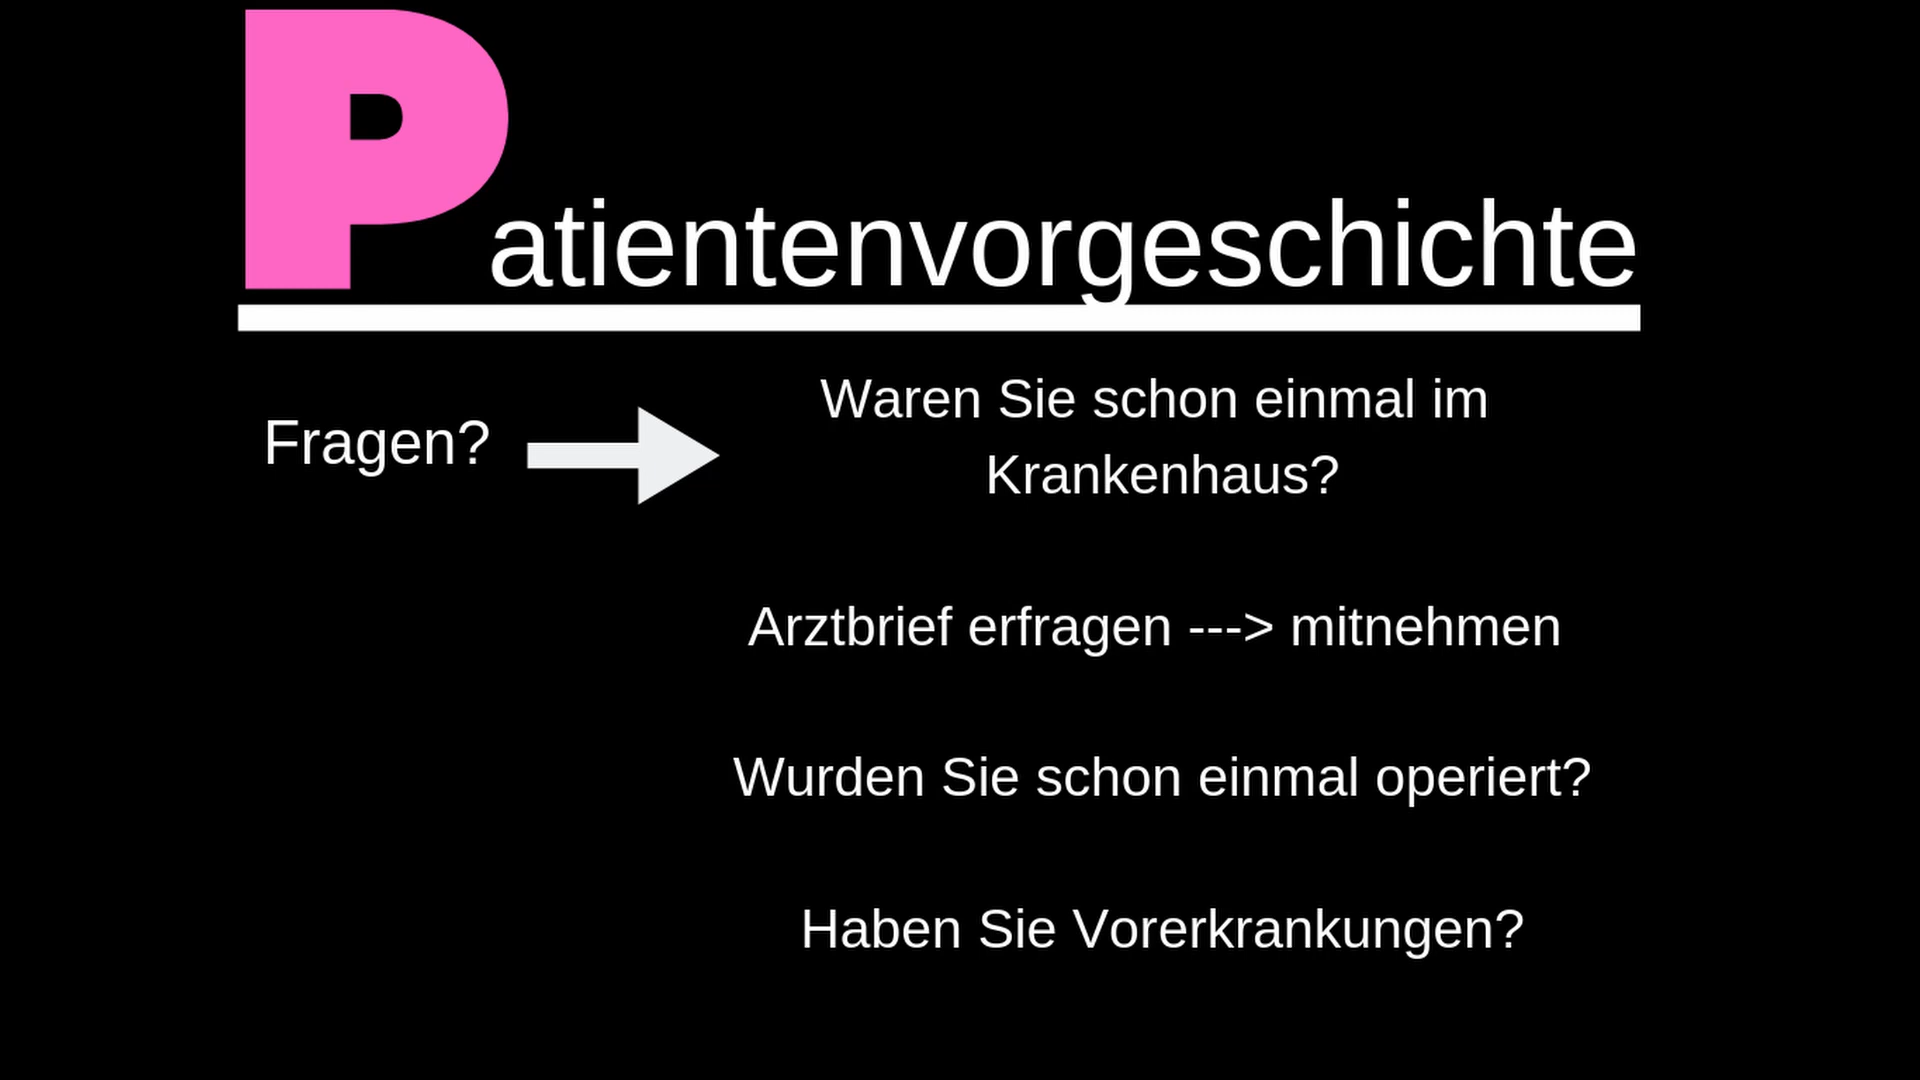 Patientenvorgeschichte
Fragen?
Waren Sie schon einmal im
Krankenhaus?
Arztbrief erfragen ---> mitnehmen
Wurden Sie schon einmal operiert?
Haben Sie Vorerkrankungen?